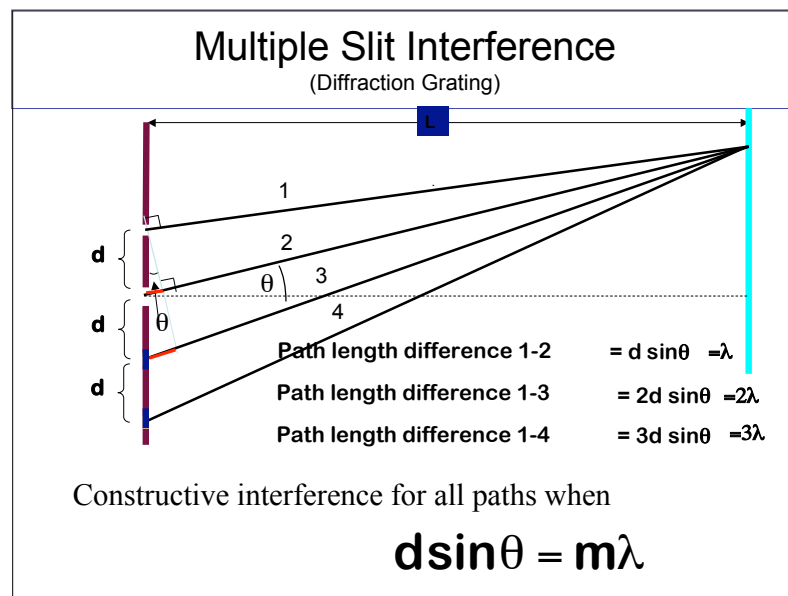 Multiple Slit Interference
(Diffraction Grating)
L
1
2
d
3
θ
4
d
θ
Path length difference 1-2 = d sinθ =λ
d
Path length difference 1-3 = 2d sinθ =2λ
Path length difference 1-4 = 3d sinθ =3λ
Constructive interference for all paths when
dsinθ = mλ